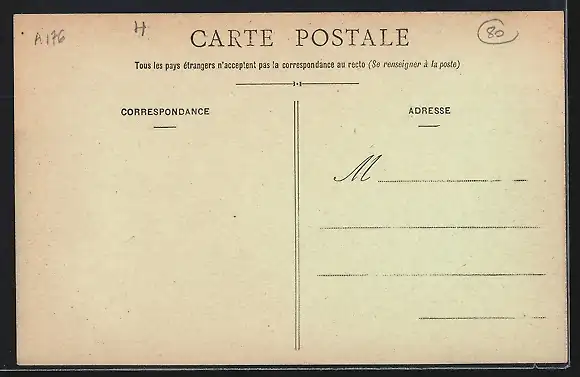 A176 H 80
CARTE POSTALE
Tous les pays étrangers n'acceptent pas la correspondance au recto (Se renseigner à la poste)
CORRESPONDANCE
ADRESSE
M